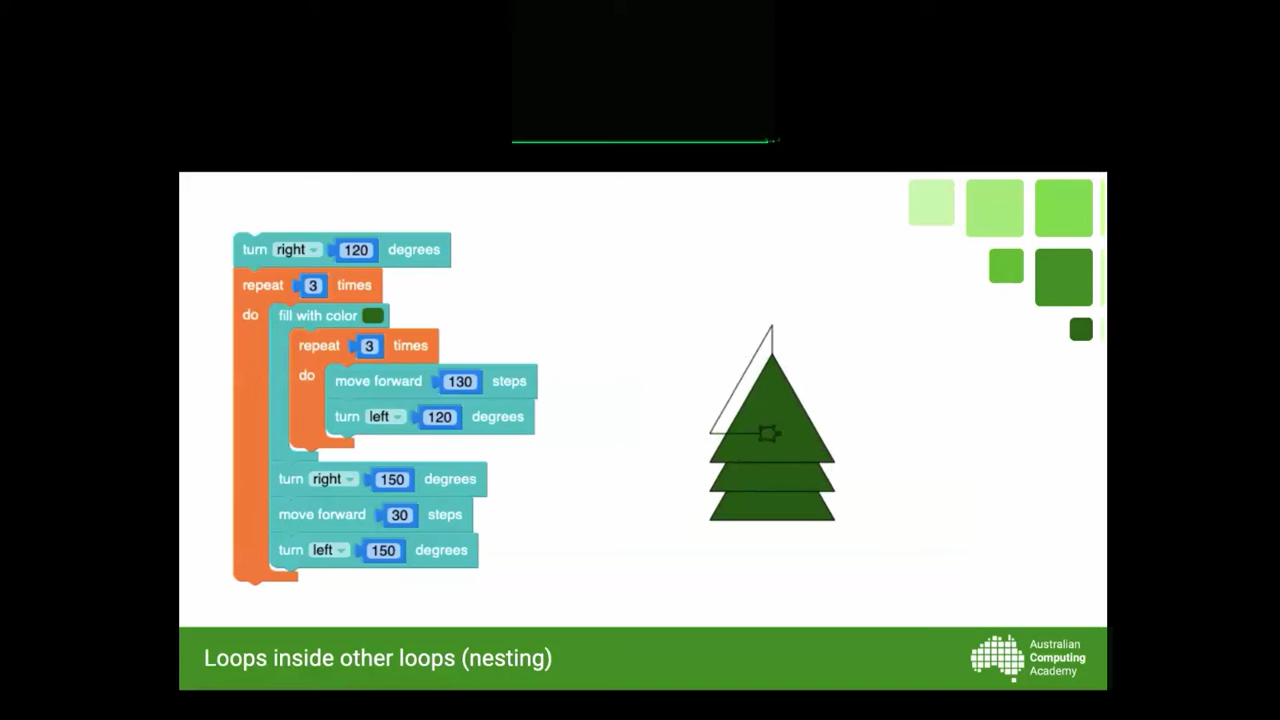 turn right 120 degrees
repeat 3 times
do fill with color
repeat 3 times
do move forward 130 steps
turn left 120 degrees
turn right 150 degrees
move forward 30 steps
turn left 150 degrees
Loops inside other loops (nesting)
Australian
Computing
Academy